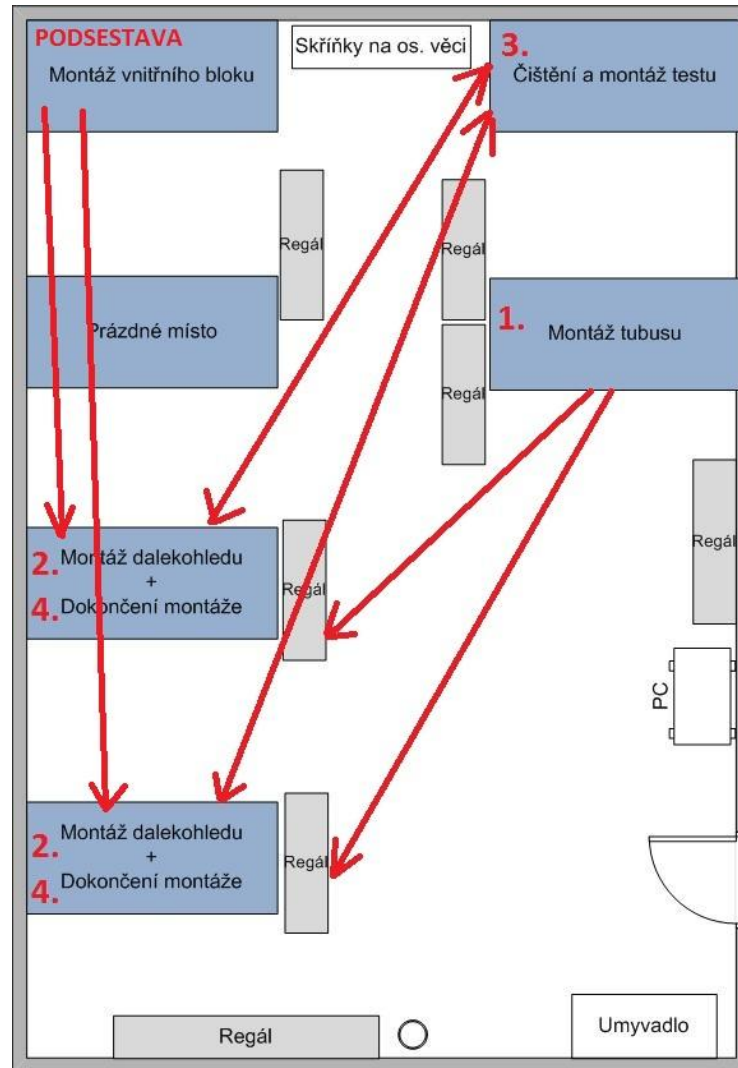 PODSESTAVA
Montáž vnitřního bloku
Skříňky na os. věci
3.
Čištění a montáž testu
Regál
Regál
Prázdné místo
1.
Montáž tubusu
Regál
2. Montáž dalekohledu
+
4. Dokončení montáže
Regál
Regál
PC
2. Montáž dalekohledu
+
4. Dokončení montáže
Regál
Regál
Umyvadlo